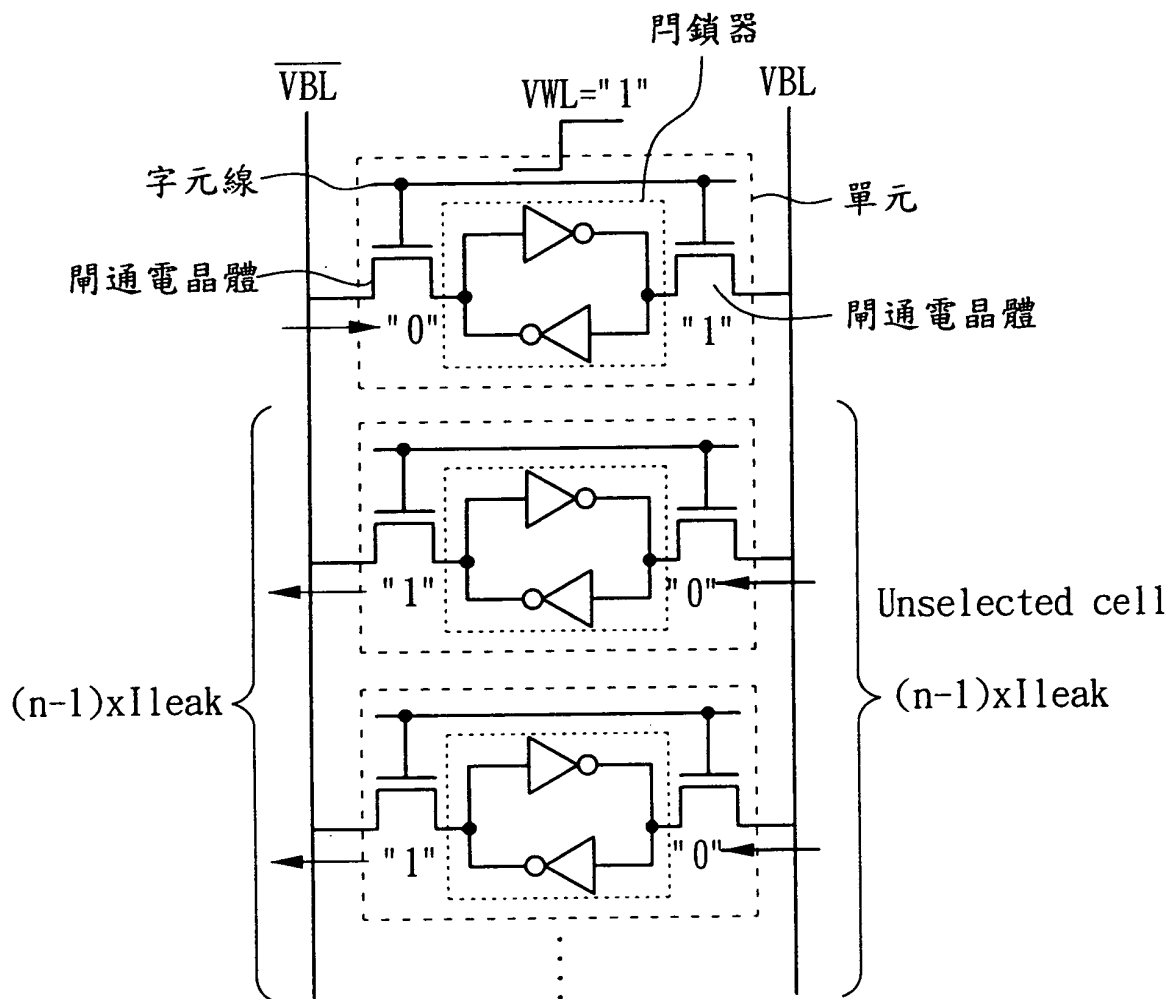 閂鎖器
VBL
VWL="1"
VBL
字元線
單元
閘通電晶體
"0"
"1"
閘通電晶體
"1"
"0"
Unselected cell
(n-1)xIleak
(n-1)xIleak
"1"
"0"